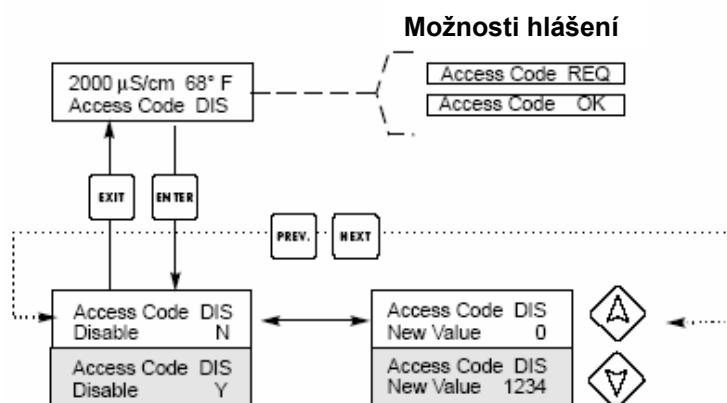 Možnosti hlášení
2000 µS/cm 68° F
Access Code DIS
Access Code REQ
Access Code OK
EXIT
ENTER
PREV.
NEXT
Access Code DIS
Disable N
Access Code DIS
New Value 0
Access Code DIS
Disable Y
Access Code DIS
New Value 1234